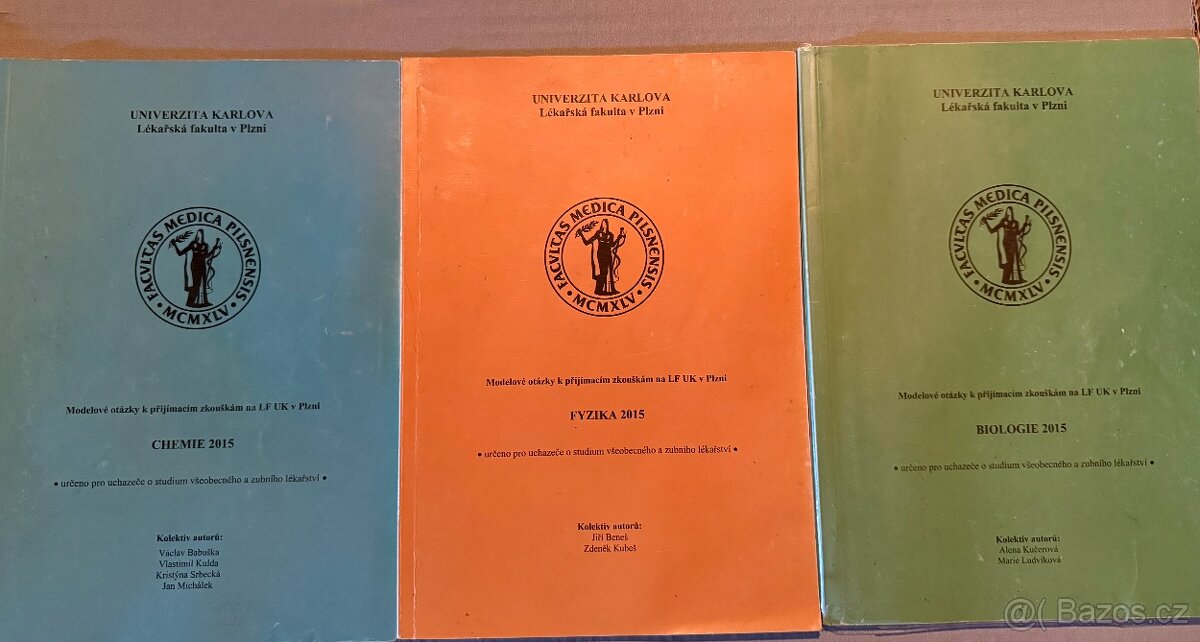 UNIVERZITA KARLOVA
Lékařská fakulta v Plzni
FACVLTAS MEDICA PILSNENSIS
MCMXLV
Modelové otázky k přijímacím zkouškám na LF UK v Plzni
CHEMIE 2015
• určeno pro uchazeče o studium všeobecného a zubního lékařství •
Kolektiv autorů:
Václav Babuška
Vlastimil Kulda
Kristýna Srbecká
Jan Michálek
UNIVERZITA KARLOVA
Lékařská fakulta v Plzni
FACVLTAS MEDICA PILSNENSIS
MCMXLV
Modelové otázky k přijímacím zkouškám na LF UK v Plzni
FYZIKA 2015
• určeno pro uchazeče o studium všeobecného a zubního lékařství •
Kolektiv autorů:
Jiří Beneš
Zdeněk Kubeš
UNIVERZITA KARLOVA
Lékařská fakulta v Plzni
FACVLTAS MEDICA PILSNENSIS
MCMXLV
Modelové otázky k přijímacím zkouškám na LF UK v Plzni
BIOLOGIE 2015
• určeno pro uchazeče o studium všeobecného a zubního lékařství •
Kolektiv autorů:
Alena Kučerová
Marie Ludvíková
@( Bazos.cz